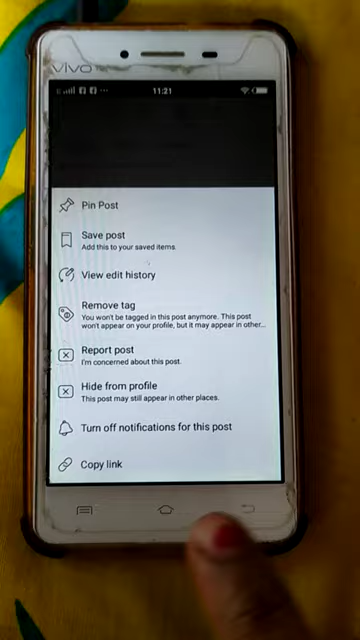 vivo
11:21
Pin Post
Save post
Add this to your saved items.
View edit history
Remove tag
You won't be tagged in this post anymore. This post
won't appear on your profile, but it may appear in other...
Report post
I'm concerned about this post.
Hide from profile
This post may still appear in other places.
Turn off notifications for this post
Copy link